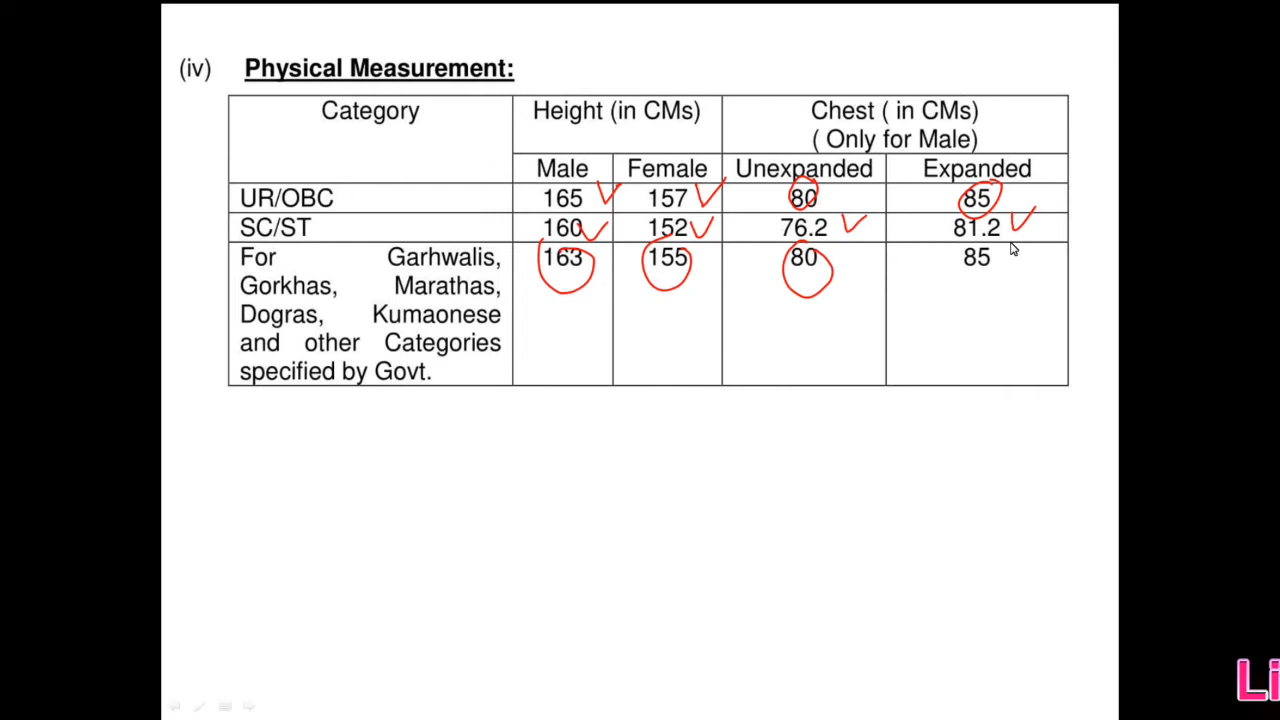 (iv) Physical Measurement:
Category Height (in CMs) Chest ( in CMs)
( Only for Male)
Male Female Unexpanded Expanded
UR/OBC 165 157 80 85
SC/ST 160 152 76.2 81.2
For Garhwalis, 163 155 80 85
Gorkhas, Marathas,
Dogras, Kumaonese
and other Categories
specified by Govt.
Li